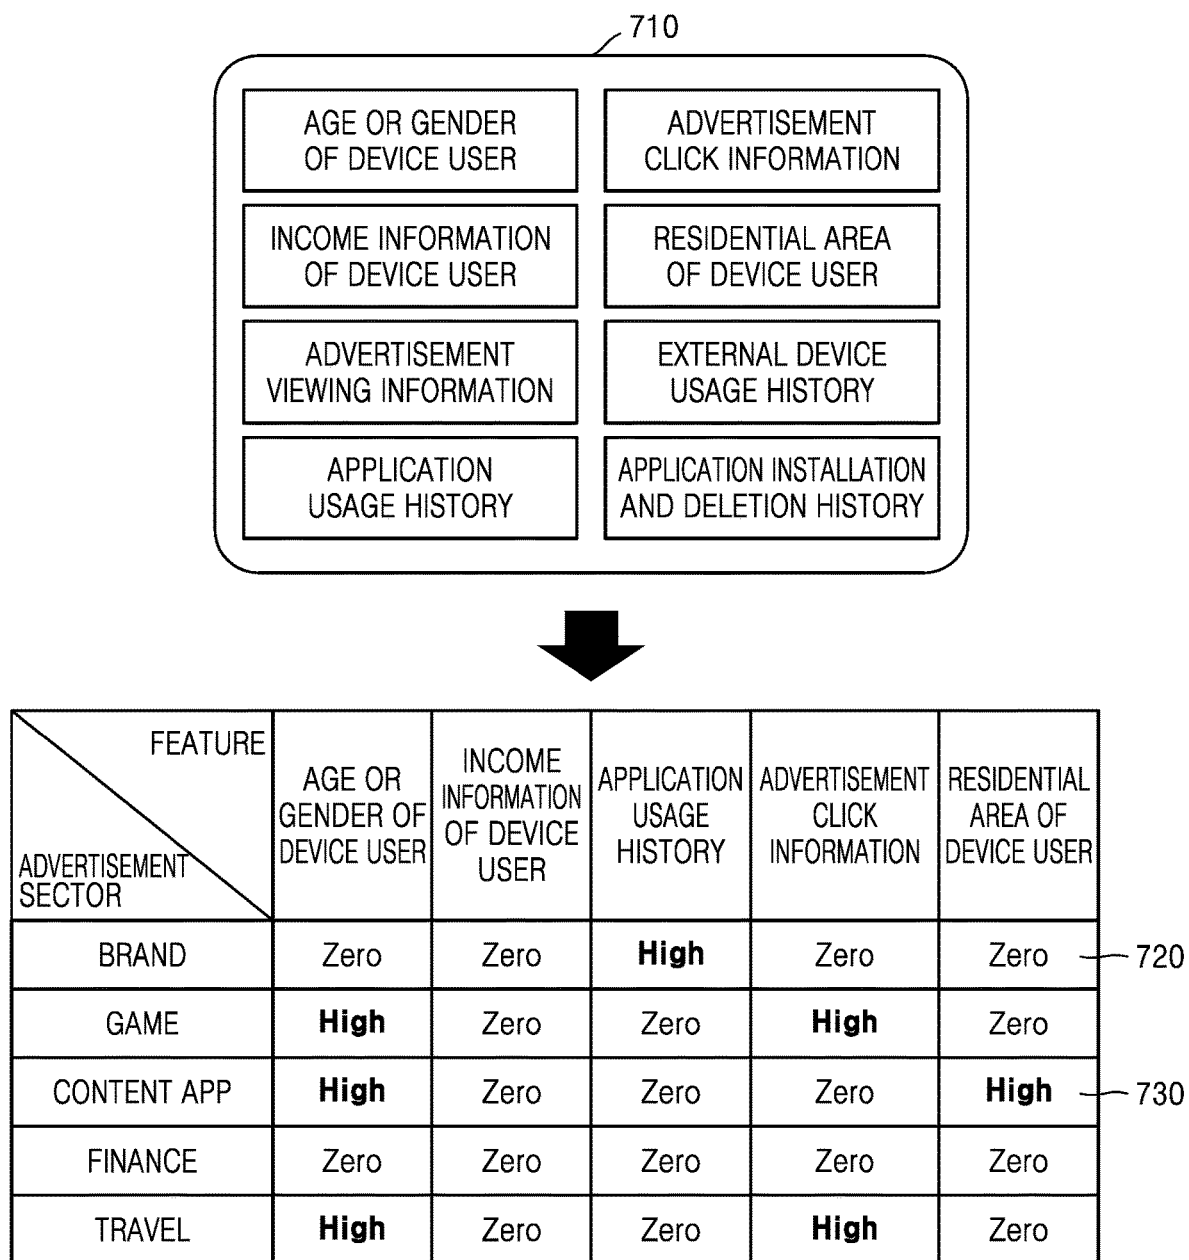 710
AGE OR GENDER
OF DEVICE USER
ADVERTISEMENT
CLICK INFORMATION
INCOME INFORMATION
OF DEVICE USER
RESIDENTIAL AREA
OF DEVICE USER
ADVERTISEMENT
VIEWING INFORMATION
EXTERNAL DEVICE
USAGE HISTORY
APPLICATION
USAGE HISTORY
APPLICATION INSTALLATION
AND DELETION HISTORY
FEATURE
ADVERTISEMENT
SECTOR
AGE OR
GENDER OF
DEVICE USER
INCOME
INFORMATION
OF DEVICE
USER
APPLICATION
USAGE
HISTORY
ADVERTISEMENT
CLICK
INFORMATION
RESIDENTIAL
AREA OF
DEVICE USER
BRAND Zero Zero High Zero Zero 720
GAME High Zero Zero High Zero
CONTENT APP High Zero Zero Zero High 730
FINANCE Zero Zero Zero Zero Zero
TRAVEL High Zero Zero High Zero